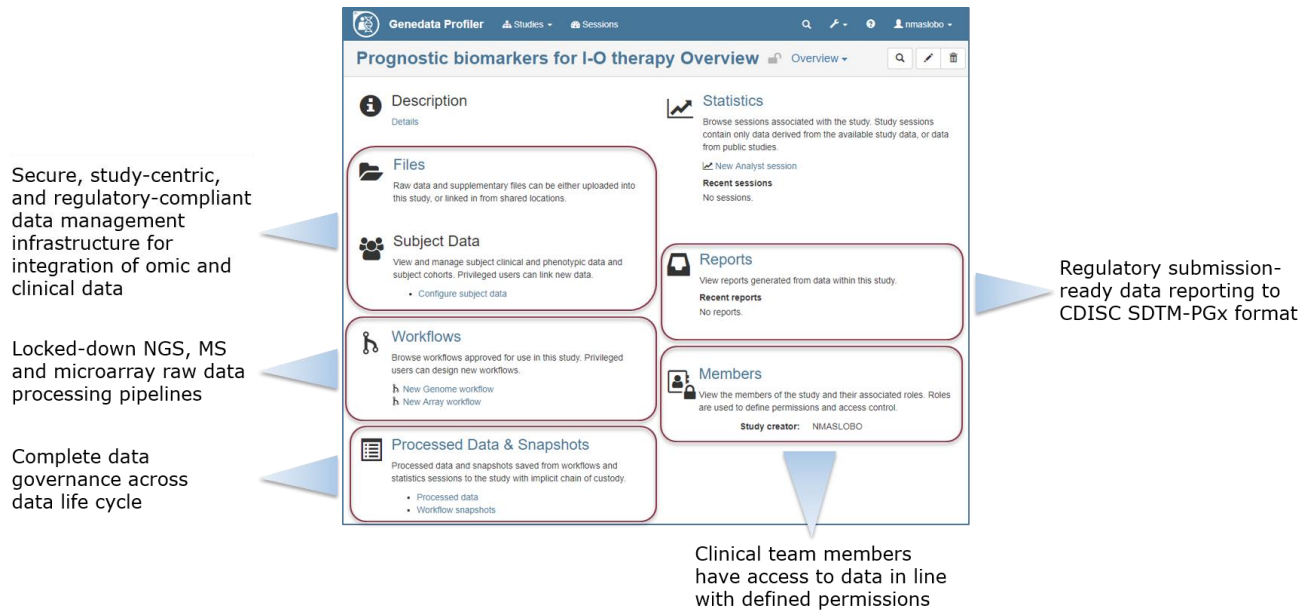 Genedata Profiler
Studies
Sessions
nmaslobo
Prognostic biomarkers for I-O therapy Overview
Overview
Description
Details
Files
Raw data and supplementary files can be either uploaded into
this study, or linked in from shared locations.
Subject Data
View and manage subject clinical and phenotypic data and
subject cohorts. Privileged users can link new data.
• Configure subject data
Workflows
Browse workflows approved for use in this study. Privileged
users can design new workflows.
New Genome workflow
New Array workflow
Processed Data & Snapshots
Processed data and snapshots saved from workflows and
statistics sessions to the study with implicit chain of custody.
• Processed data
• Workflow snapshots
Statistics
Browse sessions associated with the study. Study sessions
contain only data derived from the available study data, or data
from public studies.
New Analyst session
Recent sessions
No sessions.
Reports
View reports generated from data within this study.
Recent reports
No reports.
Members
View the members of the study and their associated roles. Roles
are used to define permissions and access control.
Study creator: NMASLOBO
Secure, study-centric,
and regulatory-compliant
data management
infrastructure for
integration of omic and
clinical data
Locked-down NGS, MS
and microarray raw data
processing pipelines
Complete data
governance across
data life cycle
Regulatory submission-
ready data reporting to
CDISC SDTM-PGx format
Clinical team members
have access to data in line
with defined permissions